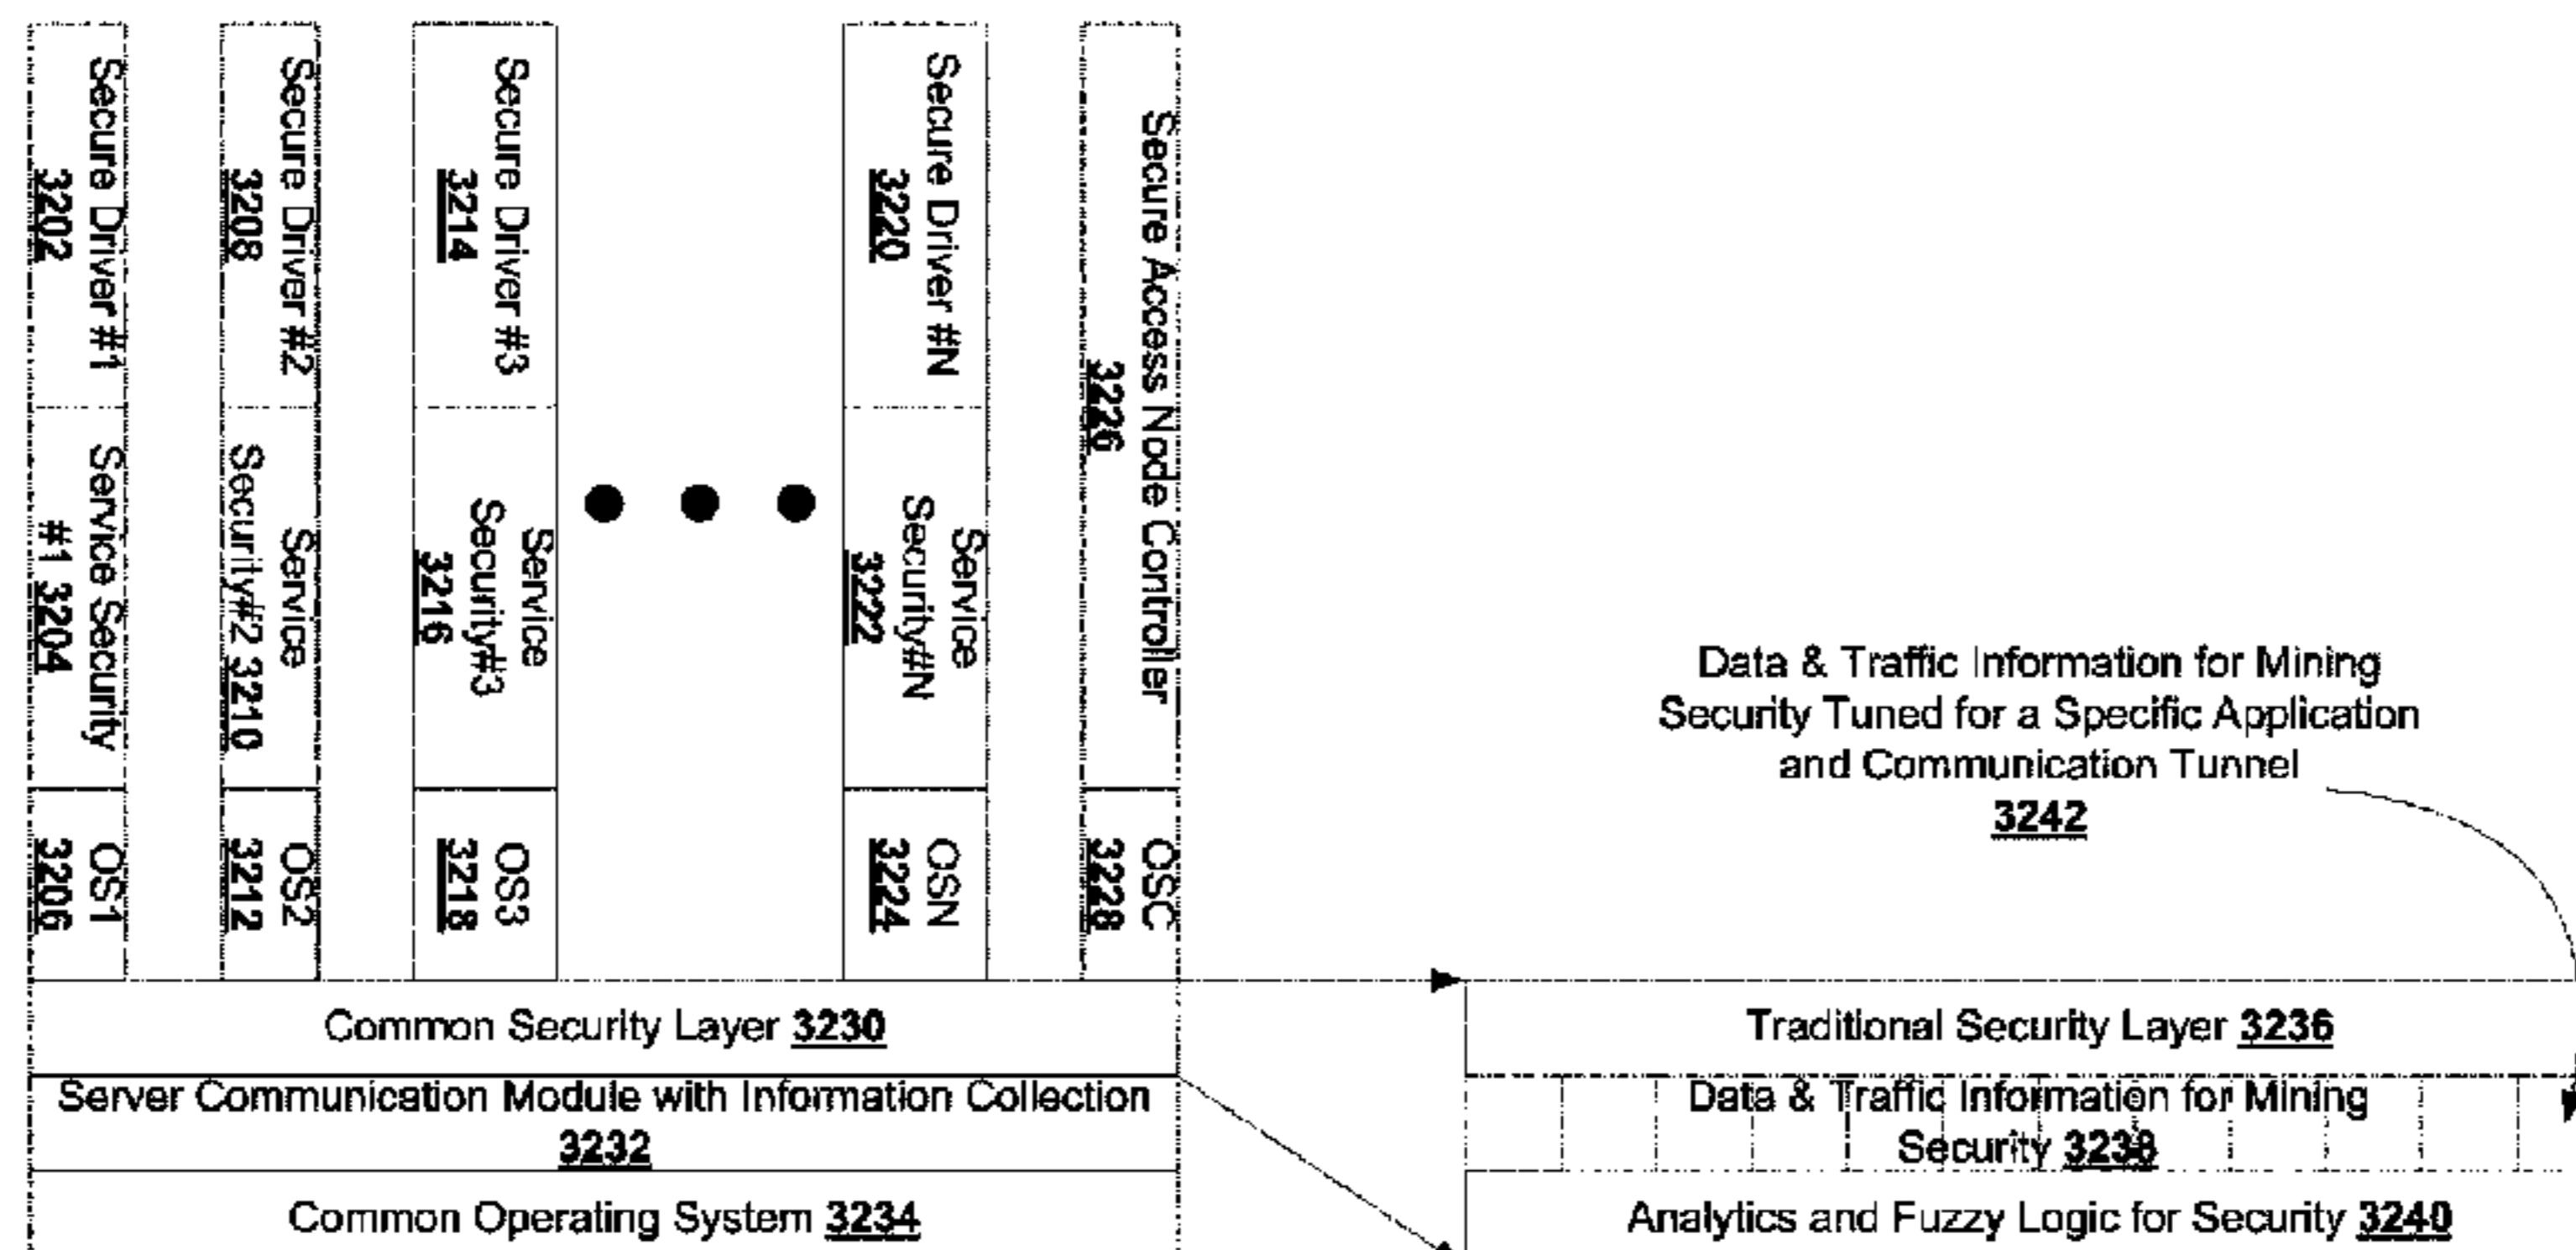 Secure Driver #1
3202
Service Security
#1 3204
OS1
3206
Secure Driver #2
3208
Service
Security#2 3210
OS2
3212
Secure Driver #3
3214
Service
Security#3
3216
OS3
3218
Secure Driver #N
3220
Service
Security#N
3222
OSN
3224
Secure Access Node Controller
3226
OSC
3228
Common Security Layer 3230
Server Communication Module with Information Collection
3232
Common Operating System 3234
Data & Traffic Information for Mining
Security Tuned for a Specific Application
and Communication Tunnel
3242
Traditional Security Layer 3236
Data & Traffic Information for Mining
Security 3238
Analytics and Fuzzy Logic for Security 3240